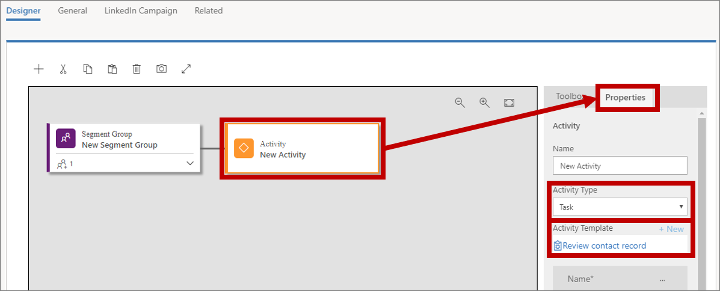 Designer General LinkedIn Campaign Related
Toolbox Properties
Segment Group
New Segment Group
1
Activity
New Activity
Activity
Name
New Activity
Activity Type
Task
Activity Template + New
Review contact record
Name* ...